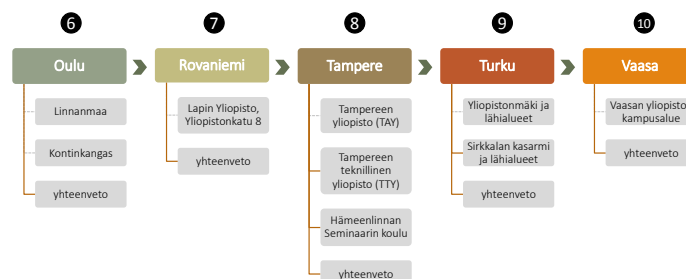 6
7
8
9
10
Oulu
Rovaniemi
Tampere
Turku
Vaasa
Linnanmaa
Kontinkangas
yhteenveto
Lapin Yliopisto,
Yliopistonkatu 8
yhteenveto
Tampereen
yliopisto (TAY)
Tampereen
teknillinen
yliopisto (TTY)
Hämeenlinnan
Seminaarin koulu
yhteenveto
Yliopistonmäki ja
lähialueet
Sirkkalan kasarmi
ja lähialueet
yhteenveto
Vaasan yliopisto
kampusalue
yhteenveto